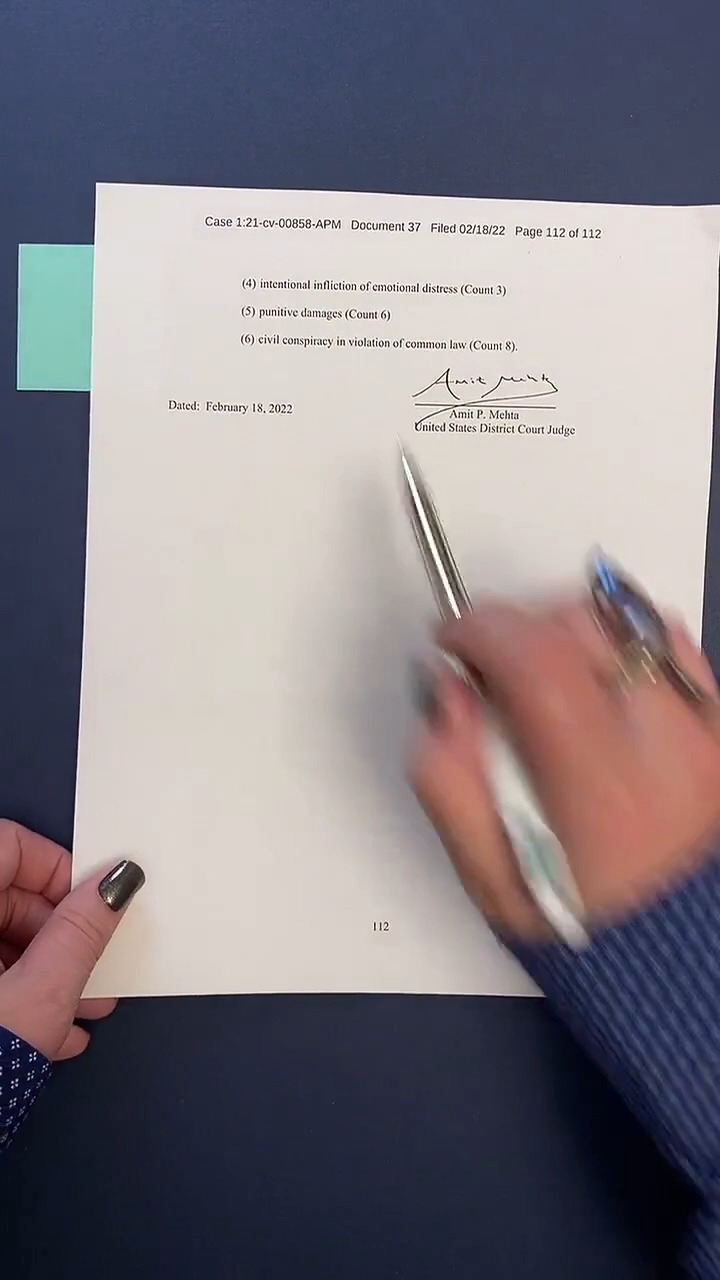 Case 1:21-cv-00858-APM Document 37 Filed 02/18/22 Page 112 of 112
(4) intentional infliction of emotional distress (Count 3)
(5) punitive damages (Count 6)
(6) civil conspiracy in violation of common law (Count 8).
Amit Mehta
Dated: February 18, 2022
Amit P. Mehta
United States District Court Judge
112